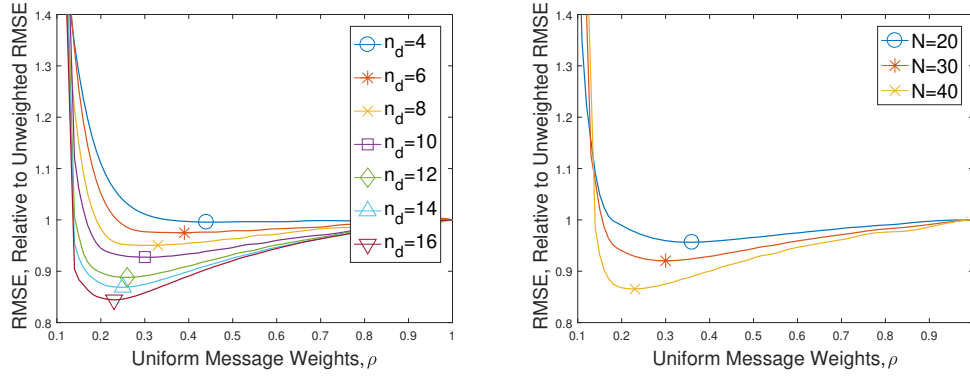 RMSE, Relative to Unweighted RMSE
1.4
1.3
1.2
1.1
1
0.9
0.8
0.1 0.2 0.3 0.4 0.5 0.6 0.7 0.8 0.9 1
Uniform Message Weights, ρ
n_d=4
n_d=6
n_d=8
n_d=10
n_d=12
n_d=14
n_d=16
RMSE, Relative to Unweighted RMSE
1.4
1.3
1.2
1.1
1
0.9
0.8
0.1 0.2 0.3 0.4 0.5 0.6 0.7 0.8 0.9
Uniform Message Weights, ρ
N=20
N=30
N=40